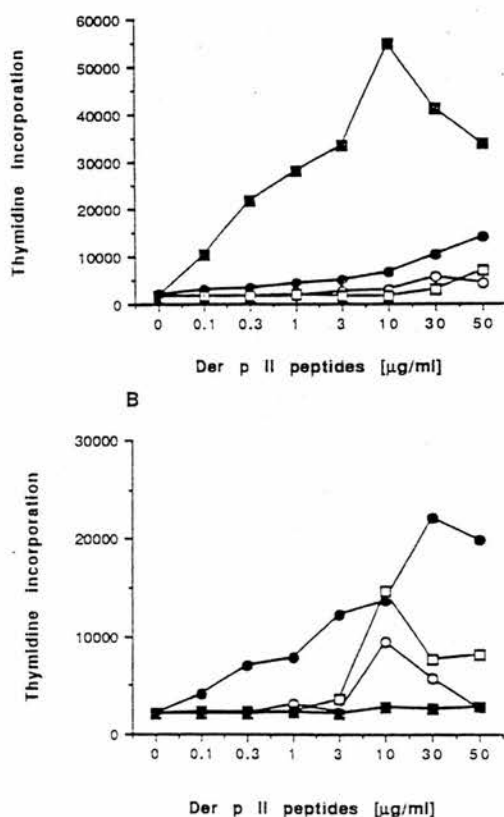 60000
50000
40000
30000
20000
10000
0
Thymidine Incorporation
0 0.1 0.3 1 3 10 30 50
Der p II peptides [µg/ml]
B
30000
20000
10000
0
Thymidine Incorporation
0 0.1 0.3 1 3 10 30 50
Der p II peptides [µg/ml]